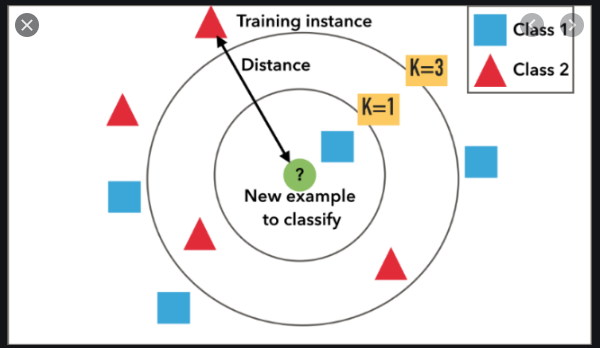 Training instance
Class 1
Distance
K=3
Class 2
K=1
?
New example
to classify